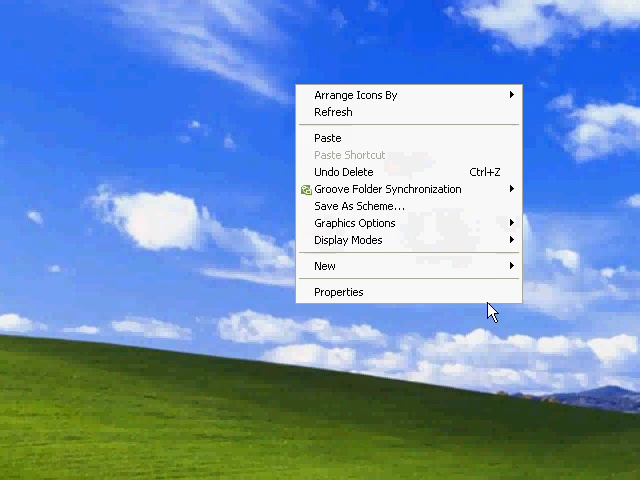 Arrange Icons By
Refresh
Paste
Paste Shortcut
Undo Delete Ctrl+Z
Groove Folder Synchronization
Save As Scheme...
Graphics Options
Display Modes
New
Properties